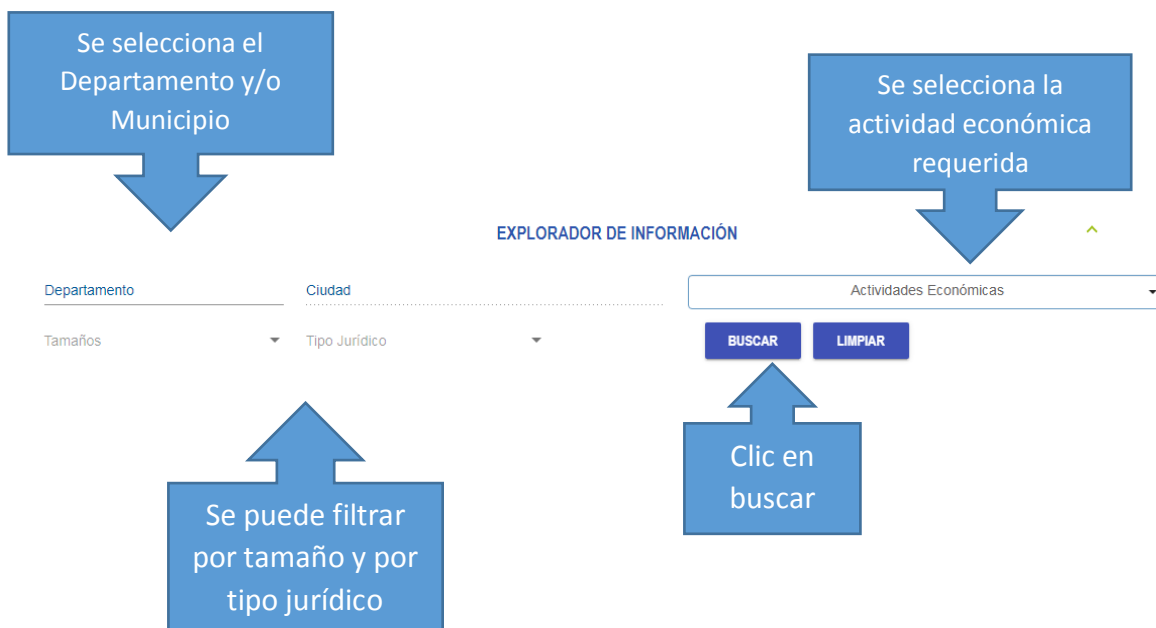 Se selecciona el
Departamento y/o
Municipio
Se selecciona la
actividad económica
requerida
EXPLORADOR DE INFORMACIÓN
Departamento
Ciudad
Actividades Económicas
Tamaños
Tipo Jurídico
BUSCAR
LIMPIAR
Se puede filtrar
por tamaño y por
tipo jurídico
Clic en
buscar